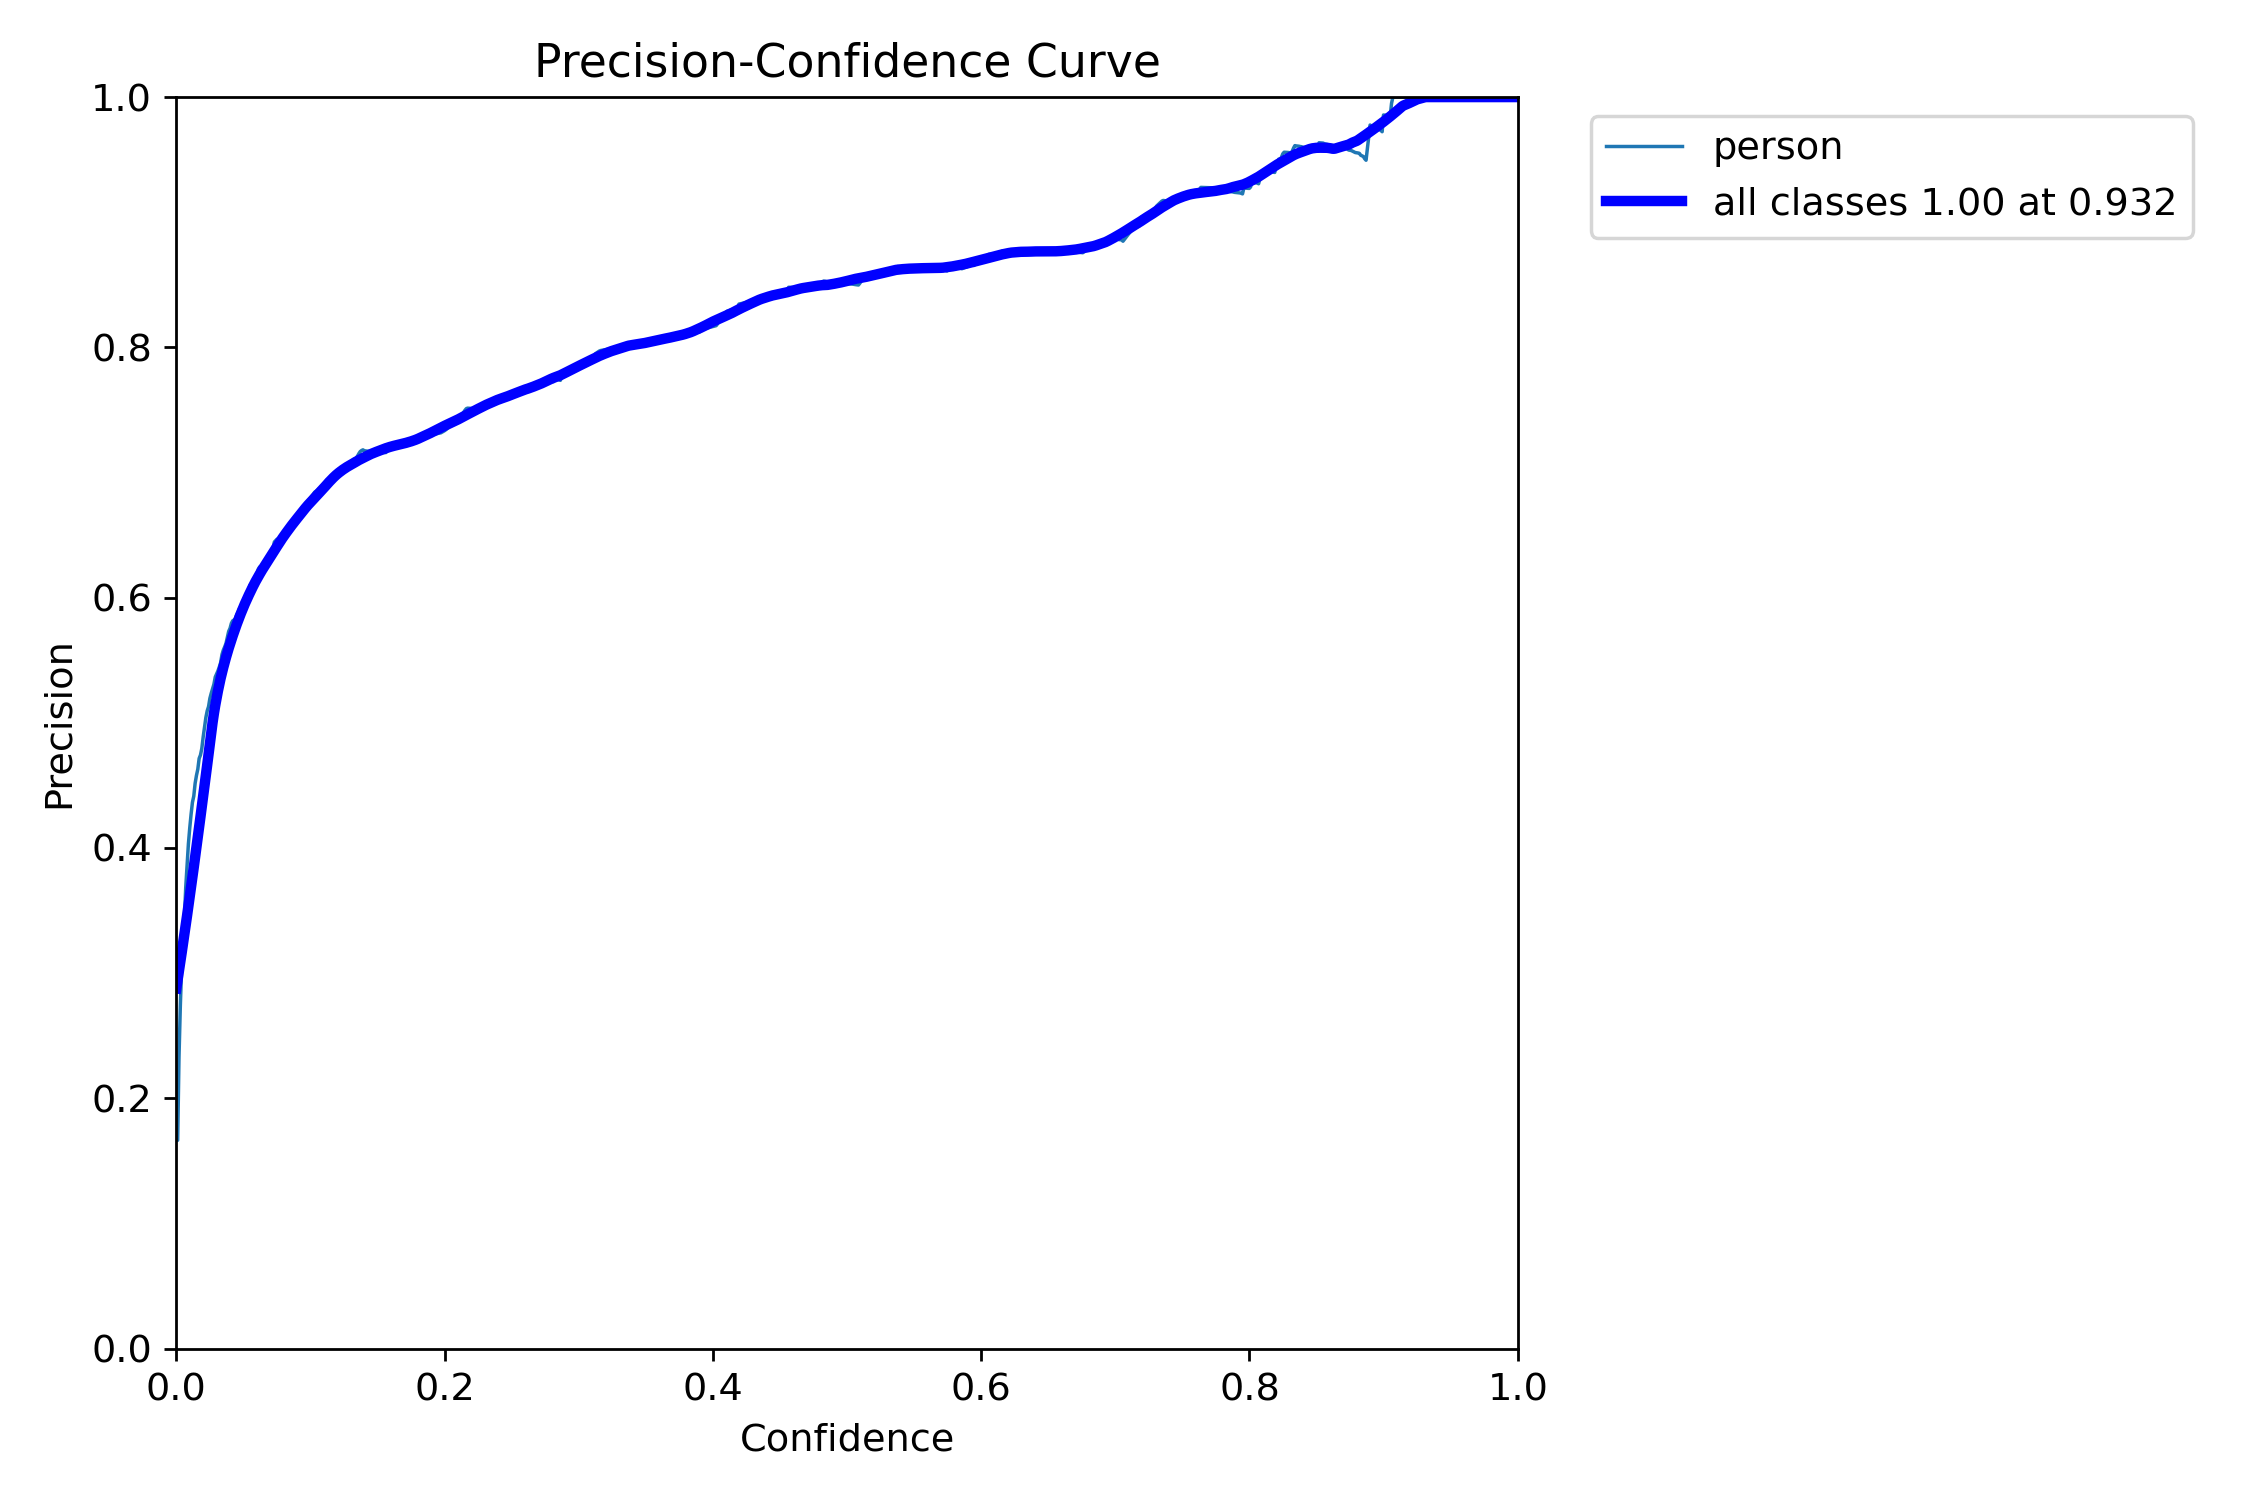 Precision-Confidence Curve
1.0
0.8
0.6
0.4
0.2
0.0
Precision
0.0 0.2 0.4 0.6 0.8 1.0
Confidence
person
all classes 1.00 at 0.932